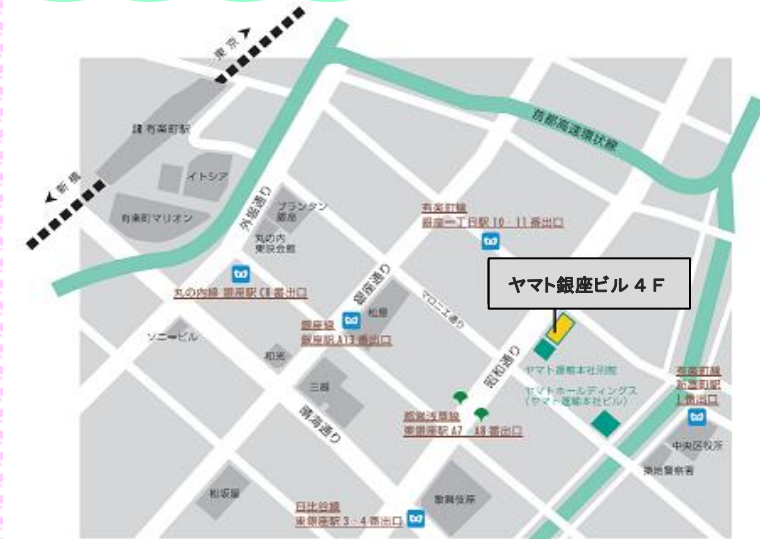 東京
首都高速環状線
JR 有楽町駅
イトシア
新橋
有楽町マリオン
外堀通り
プランタン
銀座
丸の内
東映会館
有楽町線
銀座一丁目駅 10・11 番出口
丸の内線 銀座駅 C8 番出口
銀座通り
マロニエ通り
ヤマト銀座ビル 4 F
松屋
銀座線
銀座駅 A13 番出口
ソニービル
和光
昭和通り
三越
ヤマト運輸本社別館
ヤマトホールディングス
(ヤマト運輸本社ビル)
有楽町線
新富町駅
1 番出口
晴海通り
都営浅草線
東銀座駅 A7・A8 番出口
中央区役所
築地警察署
松坂屋
歌舞伎座
日比谷線
東銀座駅 3・4 番出口